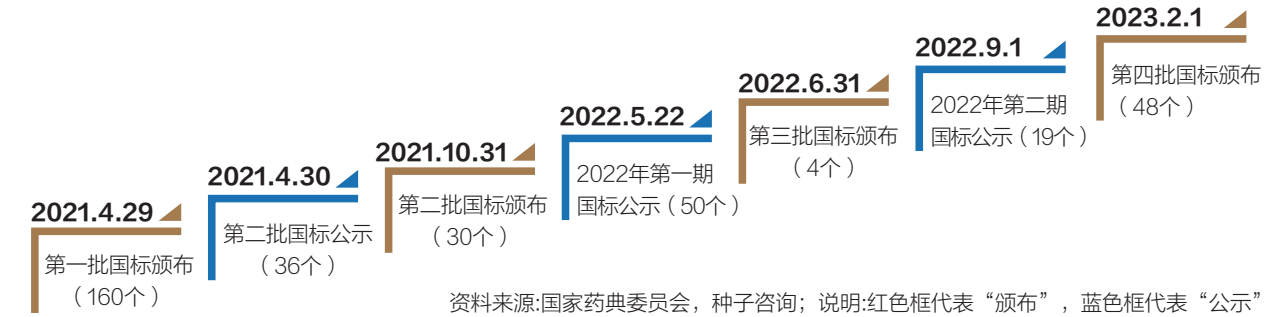 2021.4.29
第一批国标颁布
（160个）
2021.4.30
第二批国标公示
（36个）
2021.10.31
第二批国标颁布
（30个）
2022.5.22
2022年第一期
国标公示（50个）
2022.6.31
第三批国标颁布
（4个）
2022.9.1
2022年第二期
国标公示（19个）
2023.2.1
第四批国标颁布
（48个）
资料来源:国家药典委员会，种子咨询；说明:红色框代表“颁布”，蓝色框代表“公示”